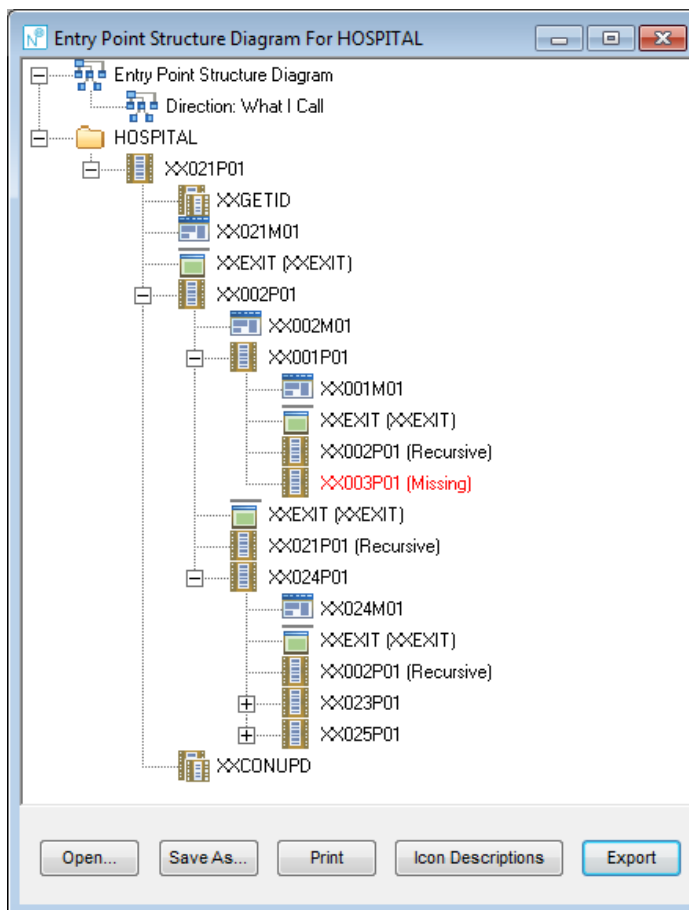 Entry Point Structure Diagram For HOSPITAL
Entry Point Structure Diagram
Direction: What I Call
HOSPITAL
XX021P01
XXGETID
XX021M01
XXEXIT (XXEXIT)
XX002P01
XX002M01
XX001P01
XX001M01
XXEXIT (XXEXIT)
XX002P01 (Recursive)
XX003P01 (Missing)
XXEXIT (XXEXIT)
XX021P01 (Recursive)
XX024P01
XX024M01
XXEXIT (XXEXIT)
XX002P01 (Recursive)
XX023P01
XX025P01
XXCONUPD
Open... Save As... Print Icon Descriptions Export